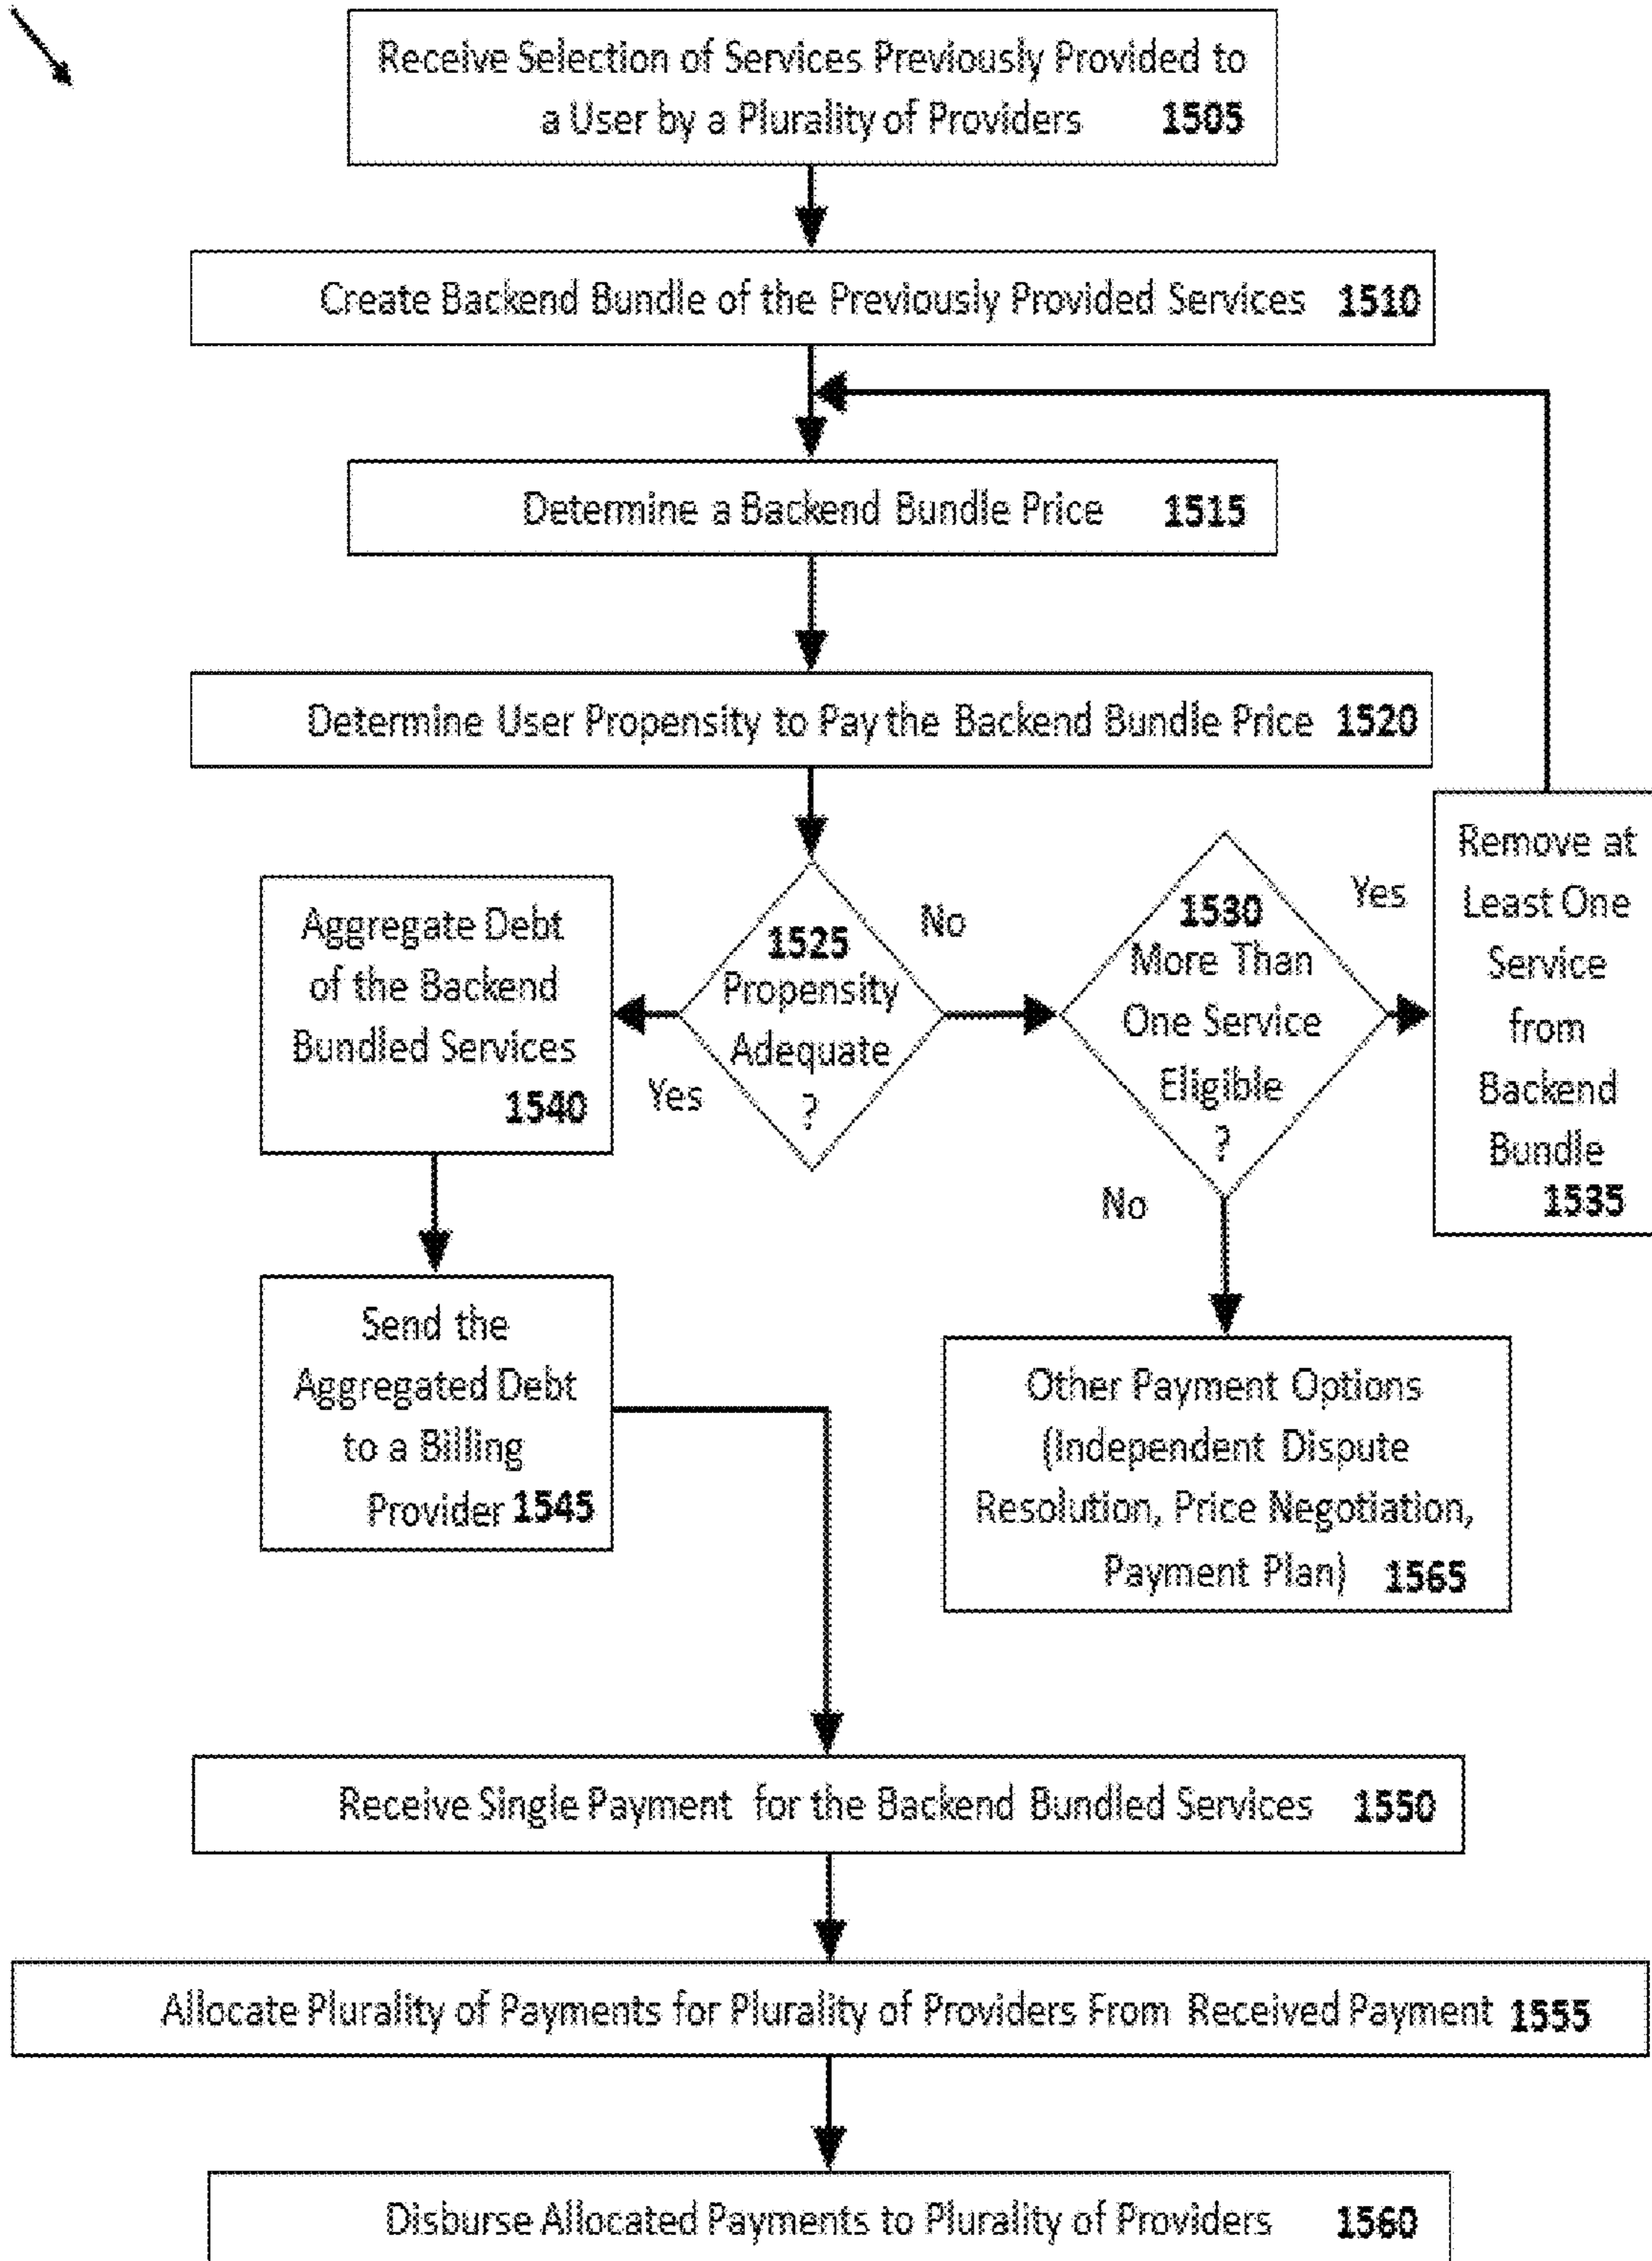 Receive Selection of Services Previously Provided to
a User by a Plurality of Providers 1505
Create Backend Bundle of the Previously Provided Services 1510
Determine a Backend Bundle Price 1515
Determine User Propensity to Pay the Backend Bundle Price 1520
Aggregate Debt
of the Backend
Bundled Services
1540
Yes
1525
Propensity
Adequate
?
No
1530
More Than
One Service
Eligible
?
Yes
No
Remove at
Least One
Service
from
Backend
Bundle
1535
Send the
Aggregated Debt
to a Billing
Provider 1545
Other Payment Options
(Independent Dispute
Resolution, Price Negotiation,
Payment Plan) 1565
Receive Single Payment for the Backend Bundled Services 1550
Allocate Plurality of Payments for Plurality of Providers From Received Payment 1555
Disburse Allocated Payments to Plurality of Providers 1560